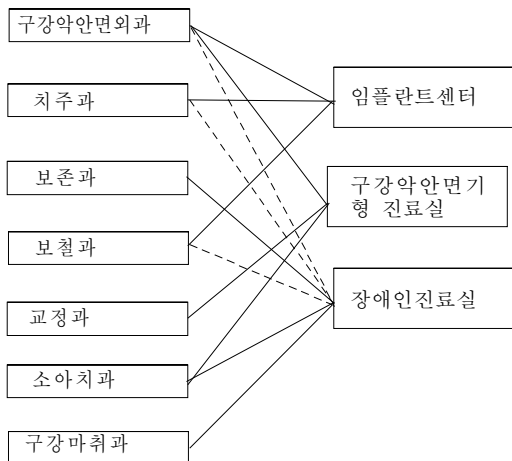 구강악안면외과
치주과
보존과
보철과
교정과
소아치과
구강마취과
임플란트센터
구강악안면기
형 진료실
장애인진료실